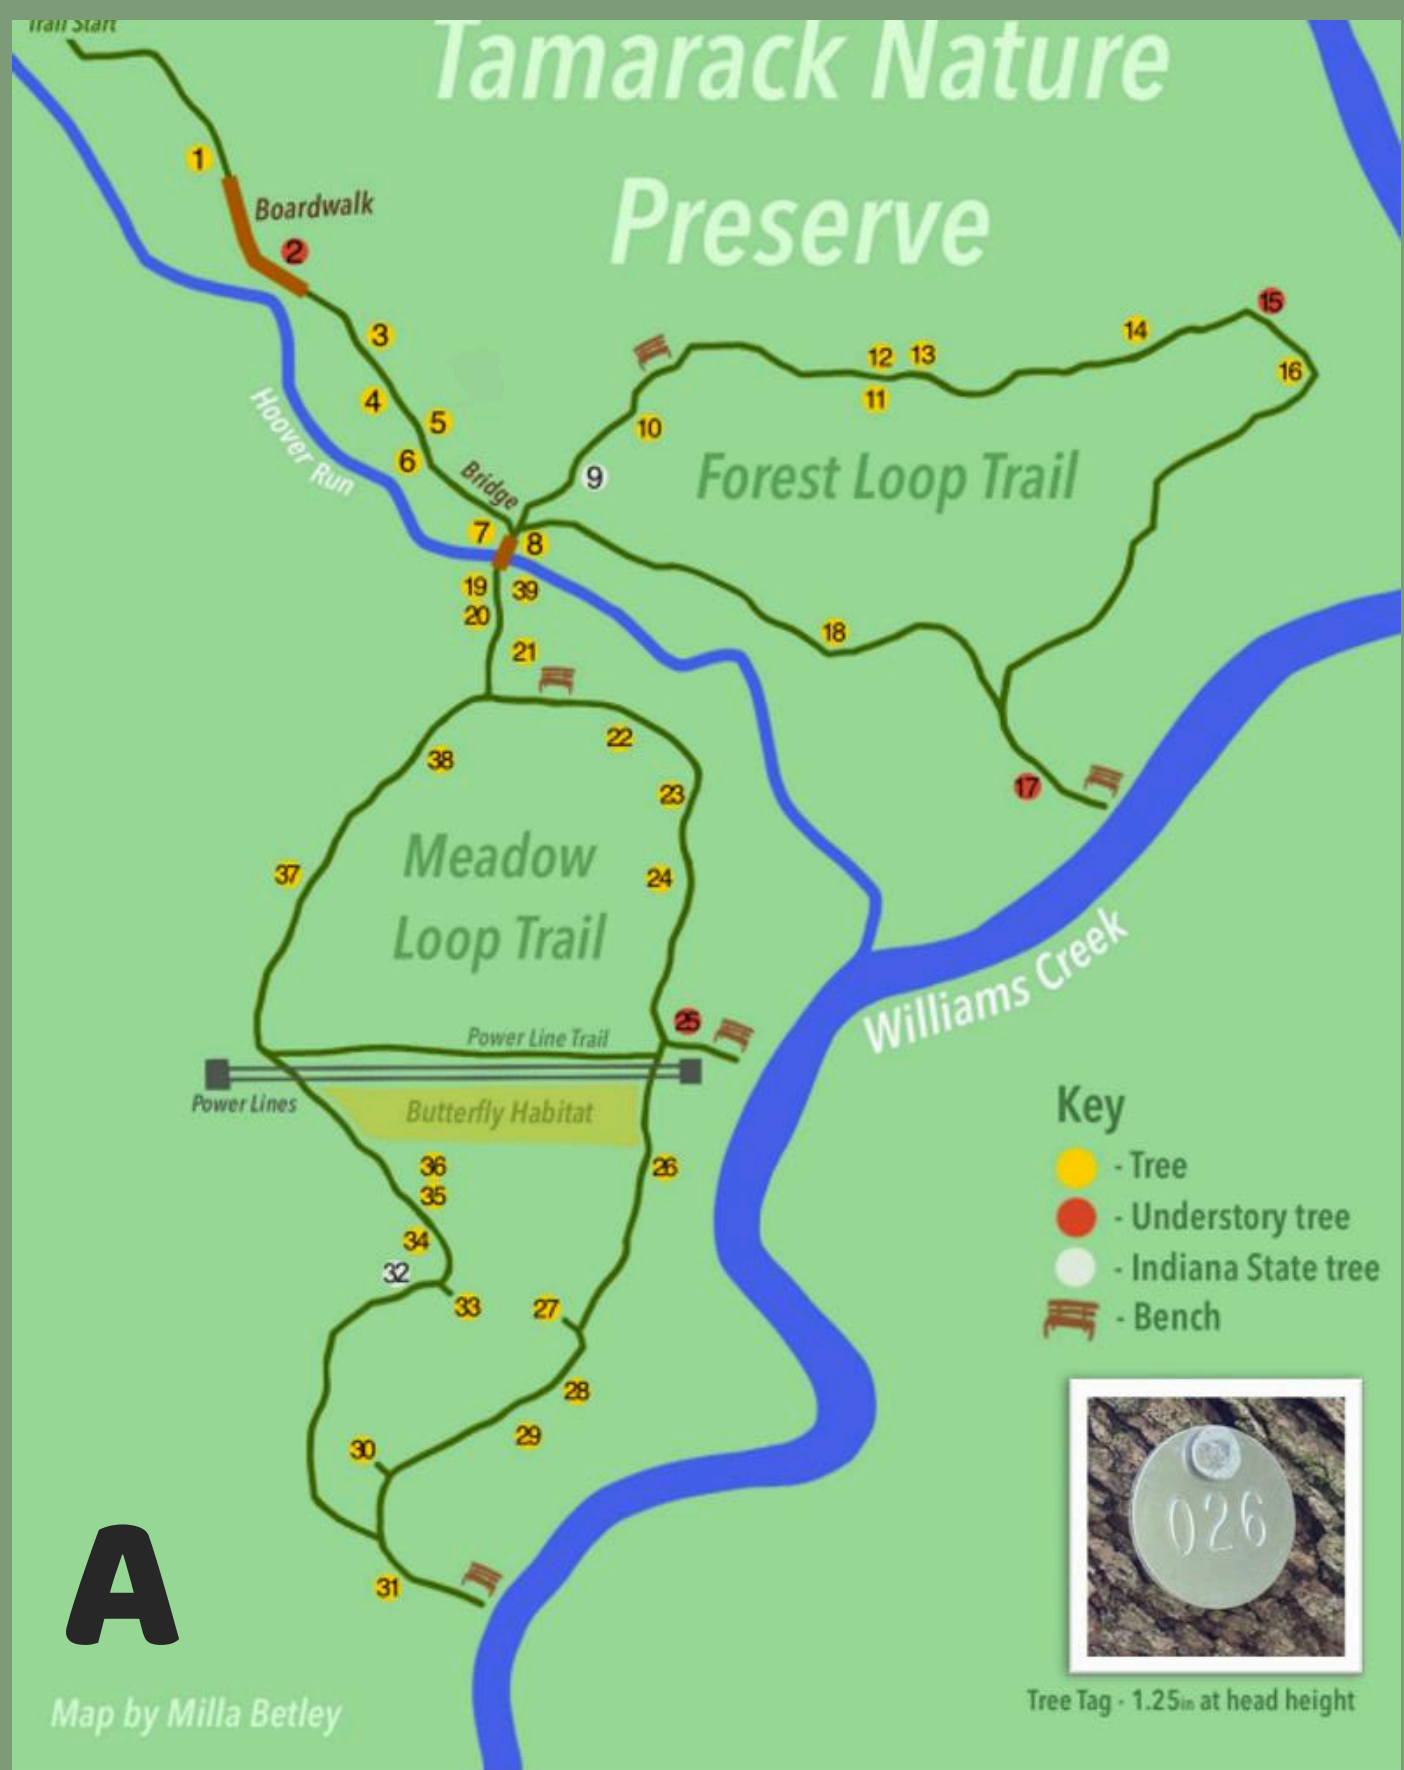 Trail Start
Tamarack Nature
Preserve
1
Boardwalk
2
3
4
5
6
Hoover Run
Bridge
7
8
9
10
11
12
13
14
15
16
Forest Loop Trail
17
18
19
39
20
21
22
38
23
24
37
Meadow
Loop Trail
25
Power Line Trail
Power Lines
Butterfly Habitat
Williams Creek
36
35
26
34
32
33
27
28
29
30
31
Key
- Tree
- Understory tree
- Indiana State tree
- Bench
026
Tree Tag - 1.25in at head height
A
Map by Milla Betley